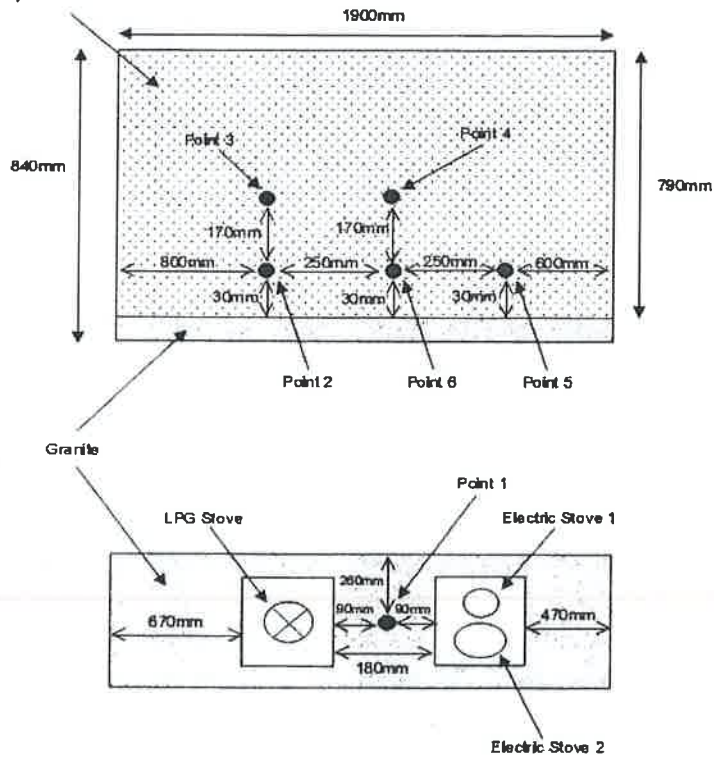 1900mm
Point 3
Point 4
840mm
790mm
170mm
170mm
800mm
250mm
250mm
600mm
30mm
30mm
30mm
Point 2
Point 6
Point 5
Granite
Point 1
LPG Stove
Electric Stove 1
260mm
90mm
90mm
670mm
470mm
180mm
Electric Stove 2